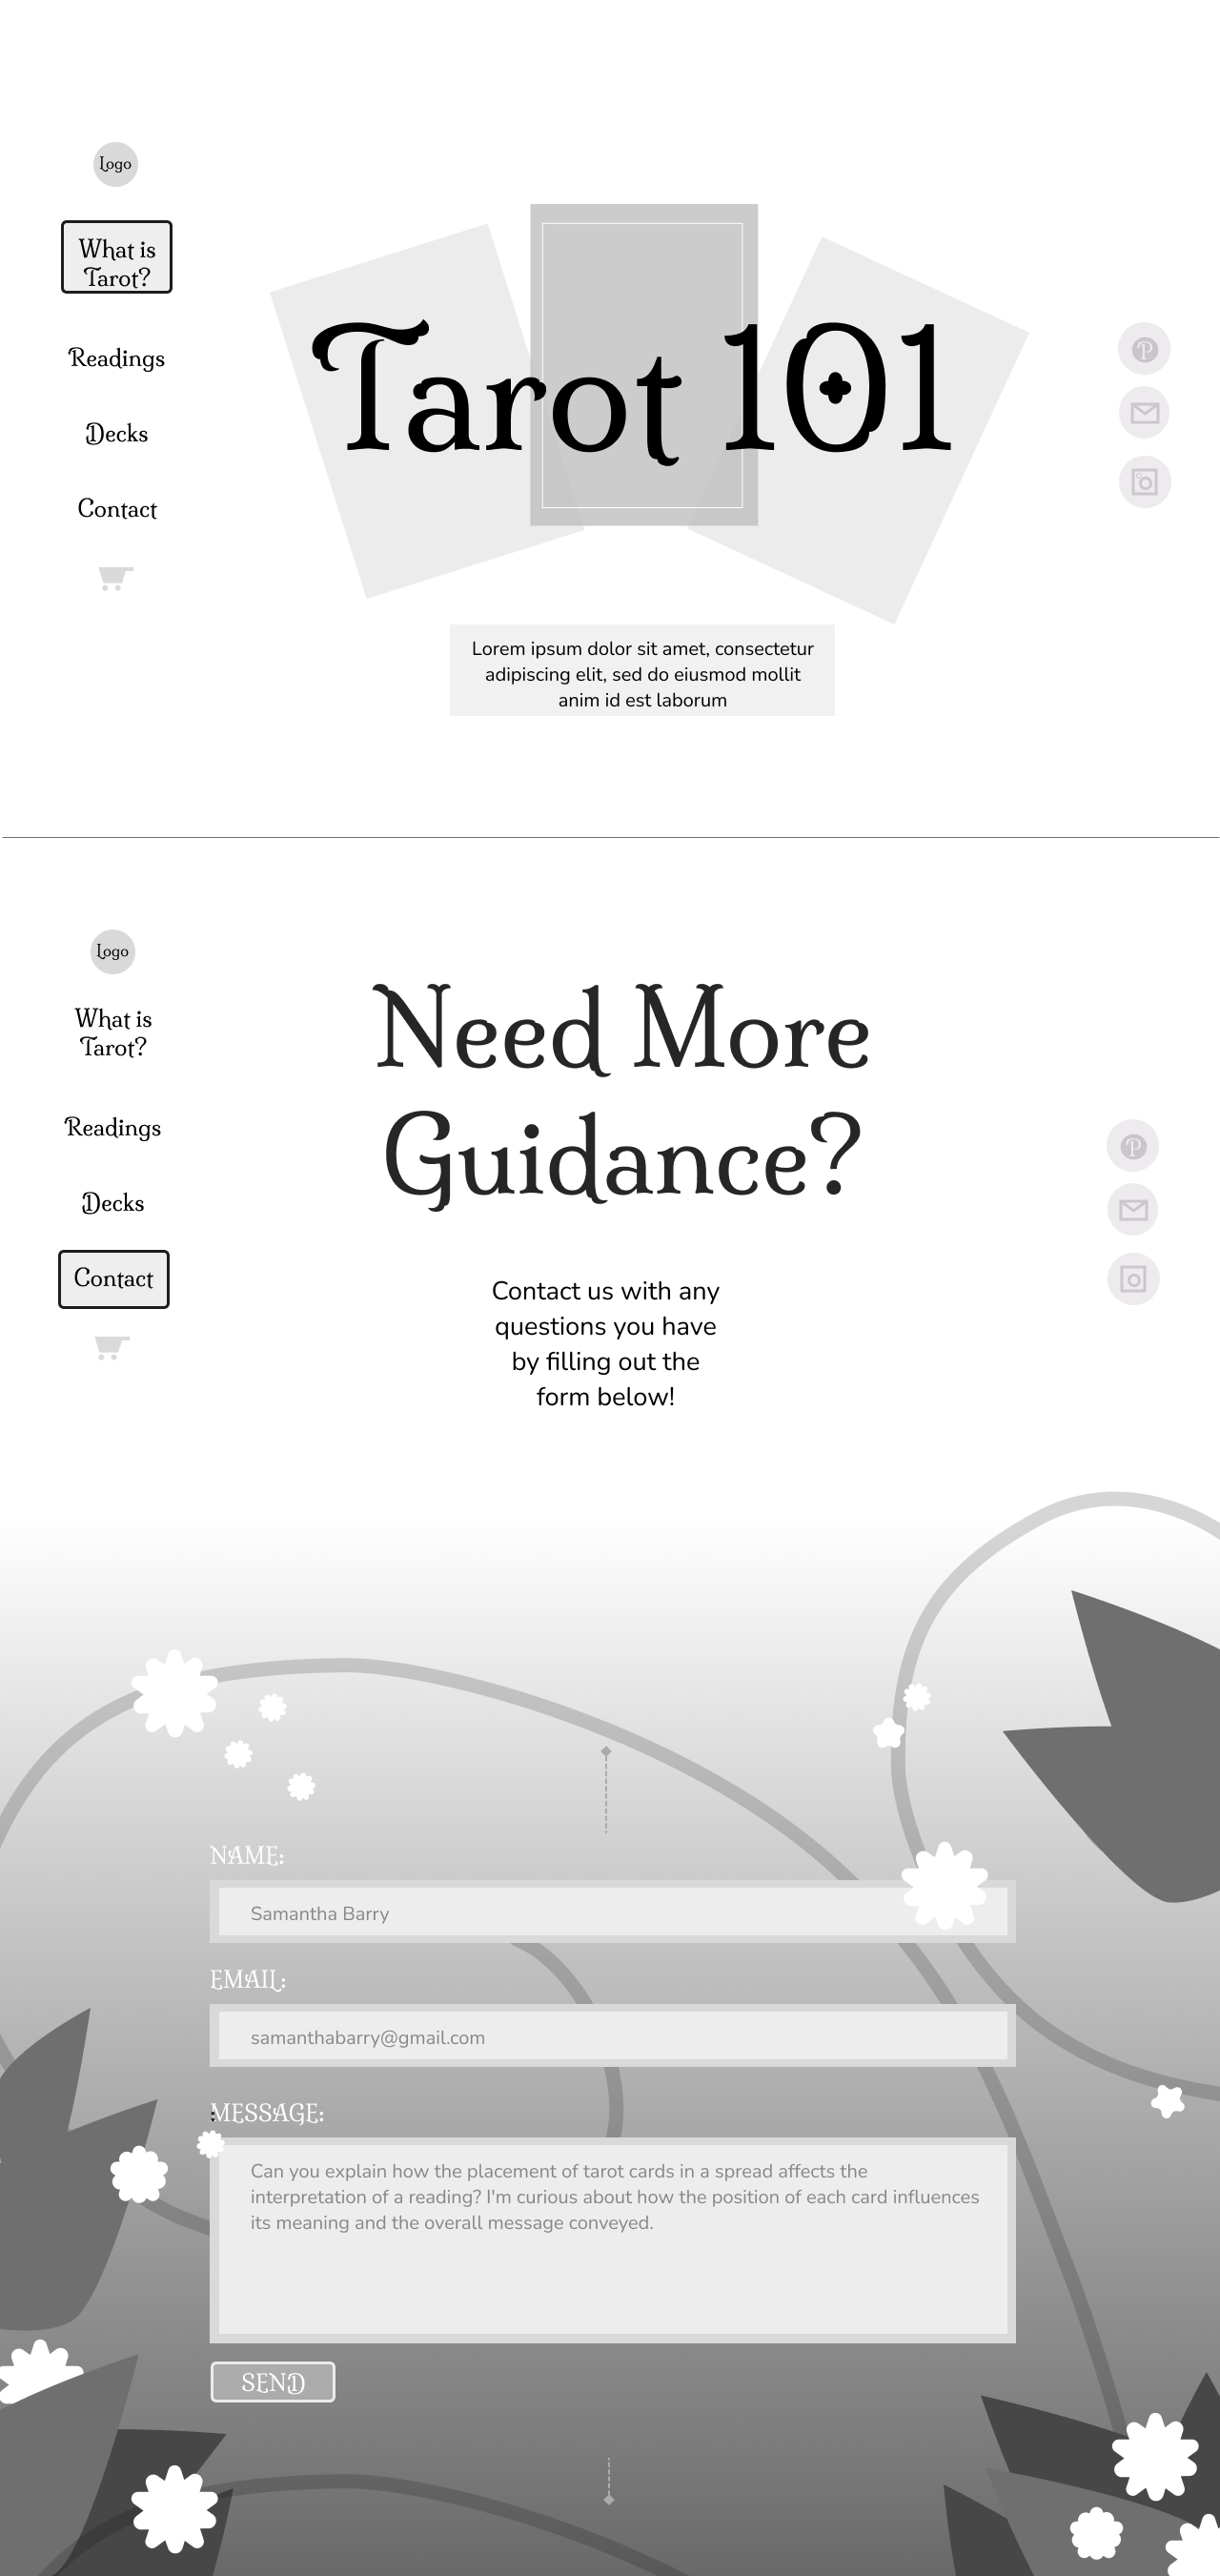 Logo
What is
Tarot?
Readings
Decks
Contact
Tarot 101
P
Lorem ipsum dolor sit amet, consectetur
adipiscing elit, sed do eiusmod mollit
anim id est laborum
Logo
What is
Tarot?
Readings
Decks
Contact
Need More
Guidance?
P
Contact us with any
questions you have
by filling out the
form below!
NAME:
Samantha Barry
EMAIL:
samanthabarry@gmail.com
MESSAGE:
:
Can you explain how the placement of tarot cards in a spread affects the
interpretation of a reading? I'm curious about how the position of each card influences
its meaning and the overall message conveyed.
SEND